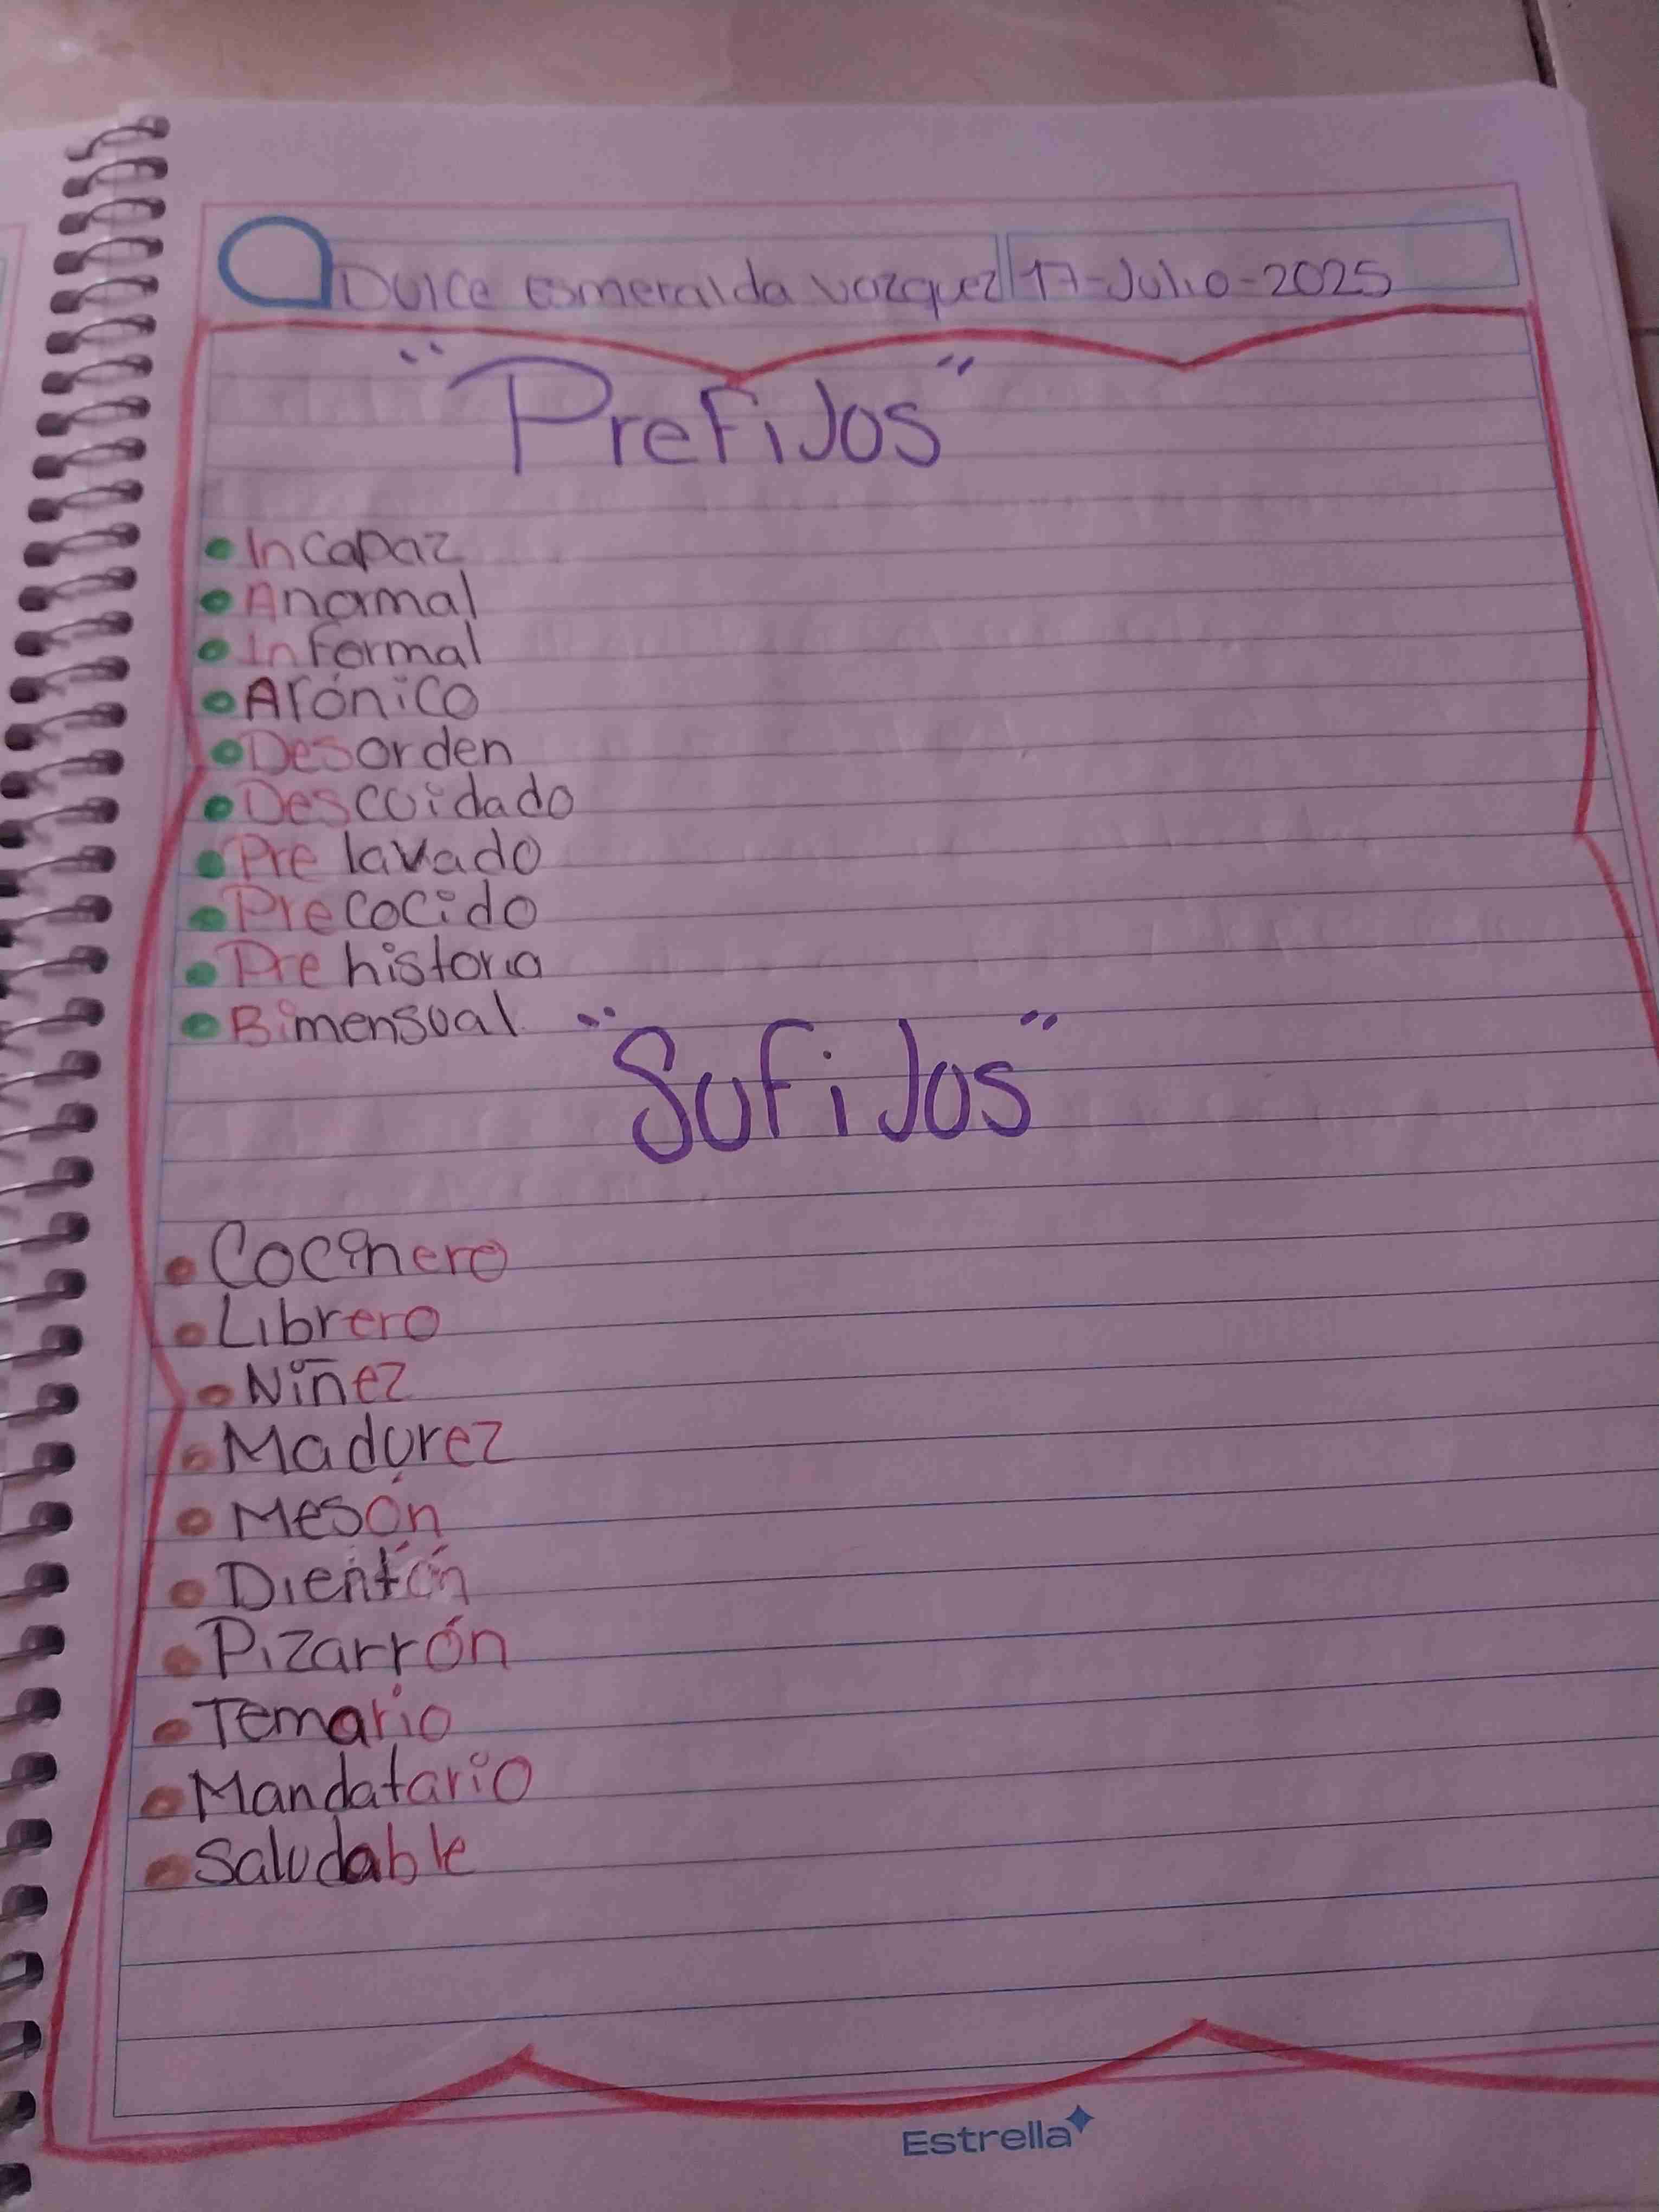 Dulce Esmeralda Vazquez 17-Julio-2025
"Prefijos"
Incapaz
Anormal
Informal
Arónico
Desorden
Descuidado
Pre lavado
Precocido
Pre historia
Bimensual
"Sufijos"
Cocinero
Librero
Niñez
Madurez
Mesón
Dientón
Pizarrón
Temario
Mandatario
Saludable
Estrella